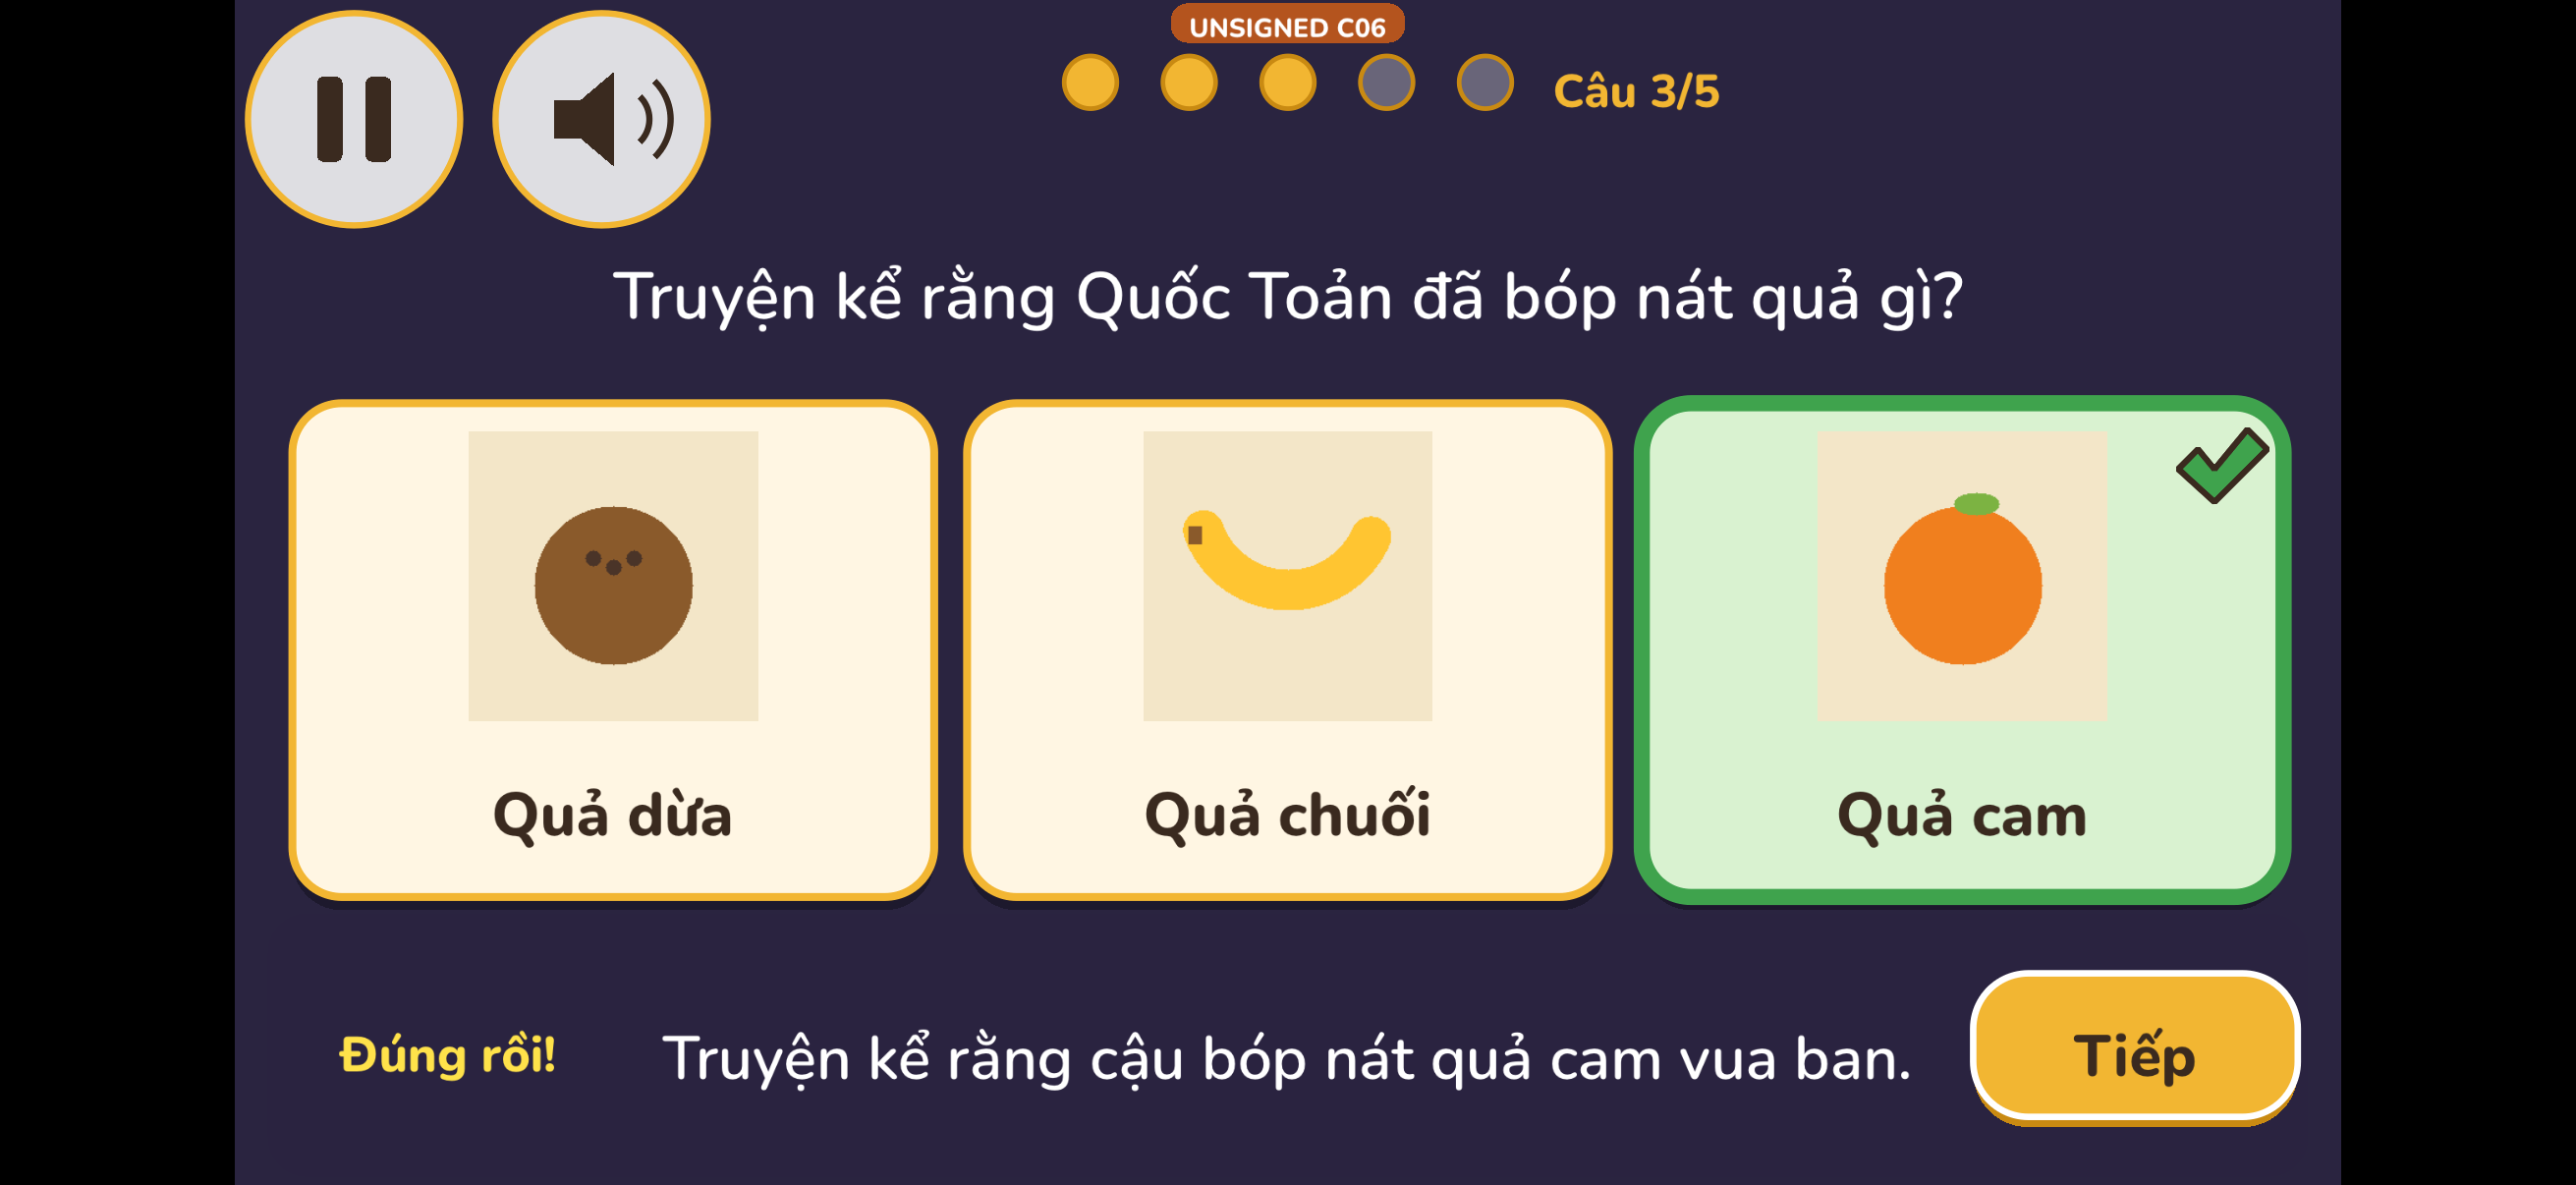 UNSIGNED C06
Câu 3/5
Truyện kể rằng Quốc Toản đã bóp nát quả gì?
Quả dừa
Quả chuối
Quả cam
Đúng rồi!
Truyện kể rằng cậu bóp nát quả cam vua ban.
Tiếp